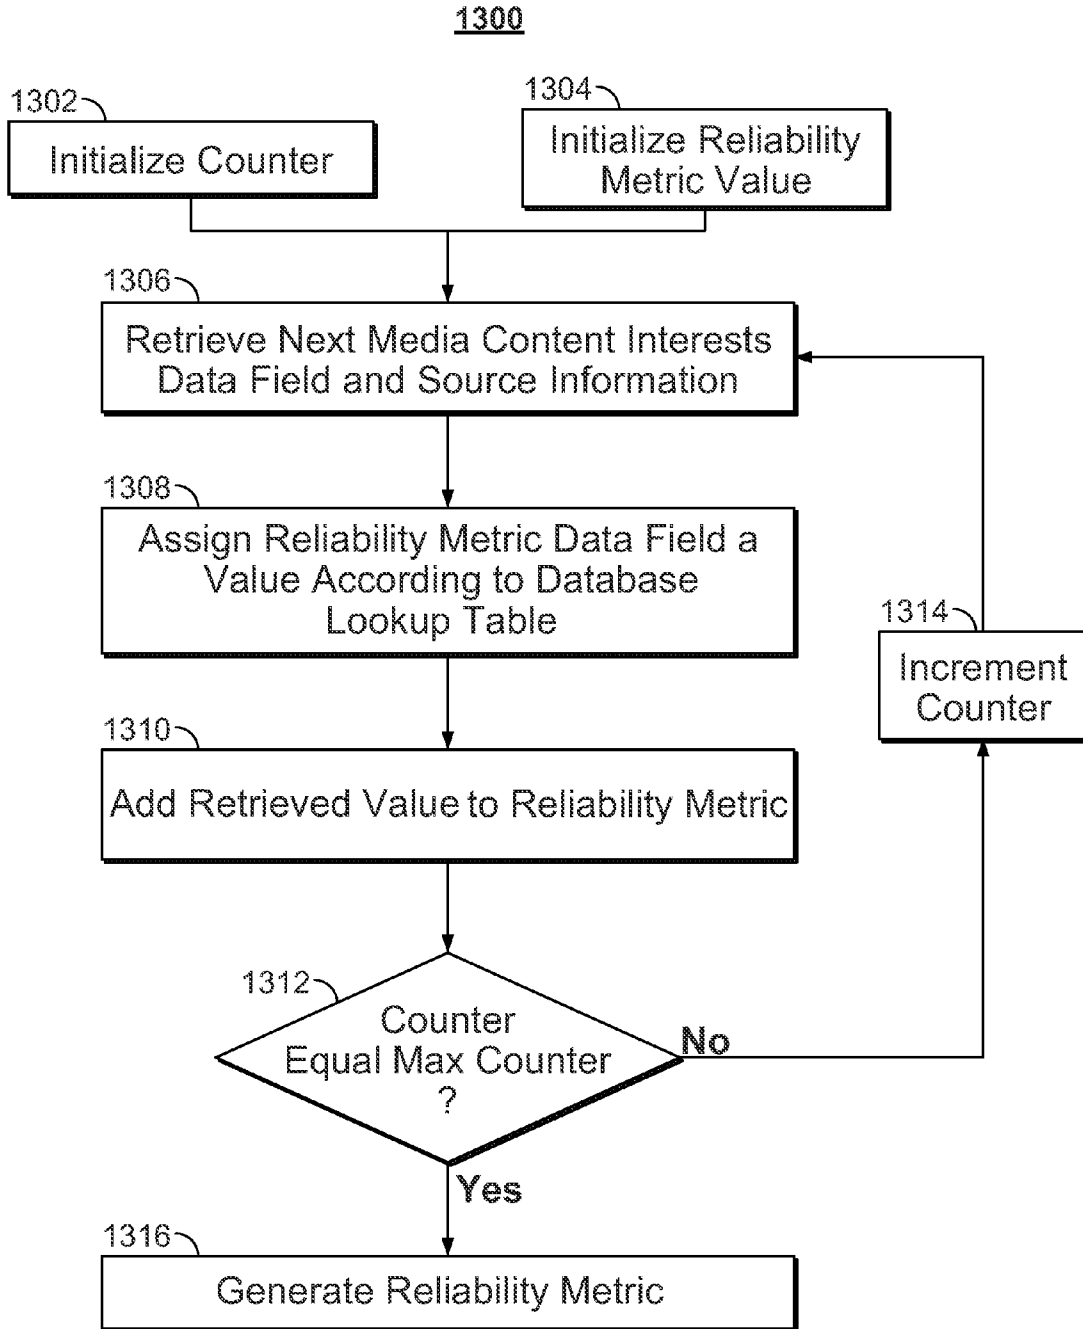 1300
1302
Initialize Counter
1304
Initialize Reliability
Metric Value
1306
Retrieve Next Media Content Interests
Data Field and Source Information
1308
Assign Reliability Metric Data Field a
Value According to Database
Lookup Table
1314
Increment
Counter
1310
Add Retrieved Value to Reliability Metric
1312
Counter
Equal Max Counter
?
No
Yes
1316
Generate Reliability Metric